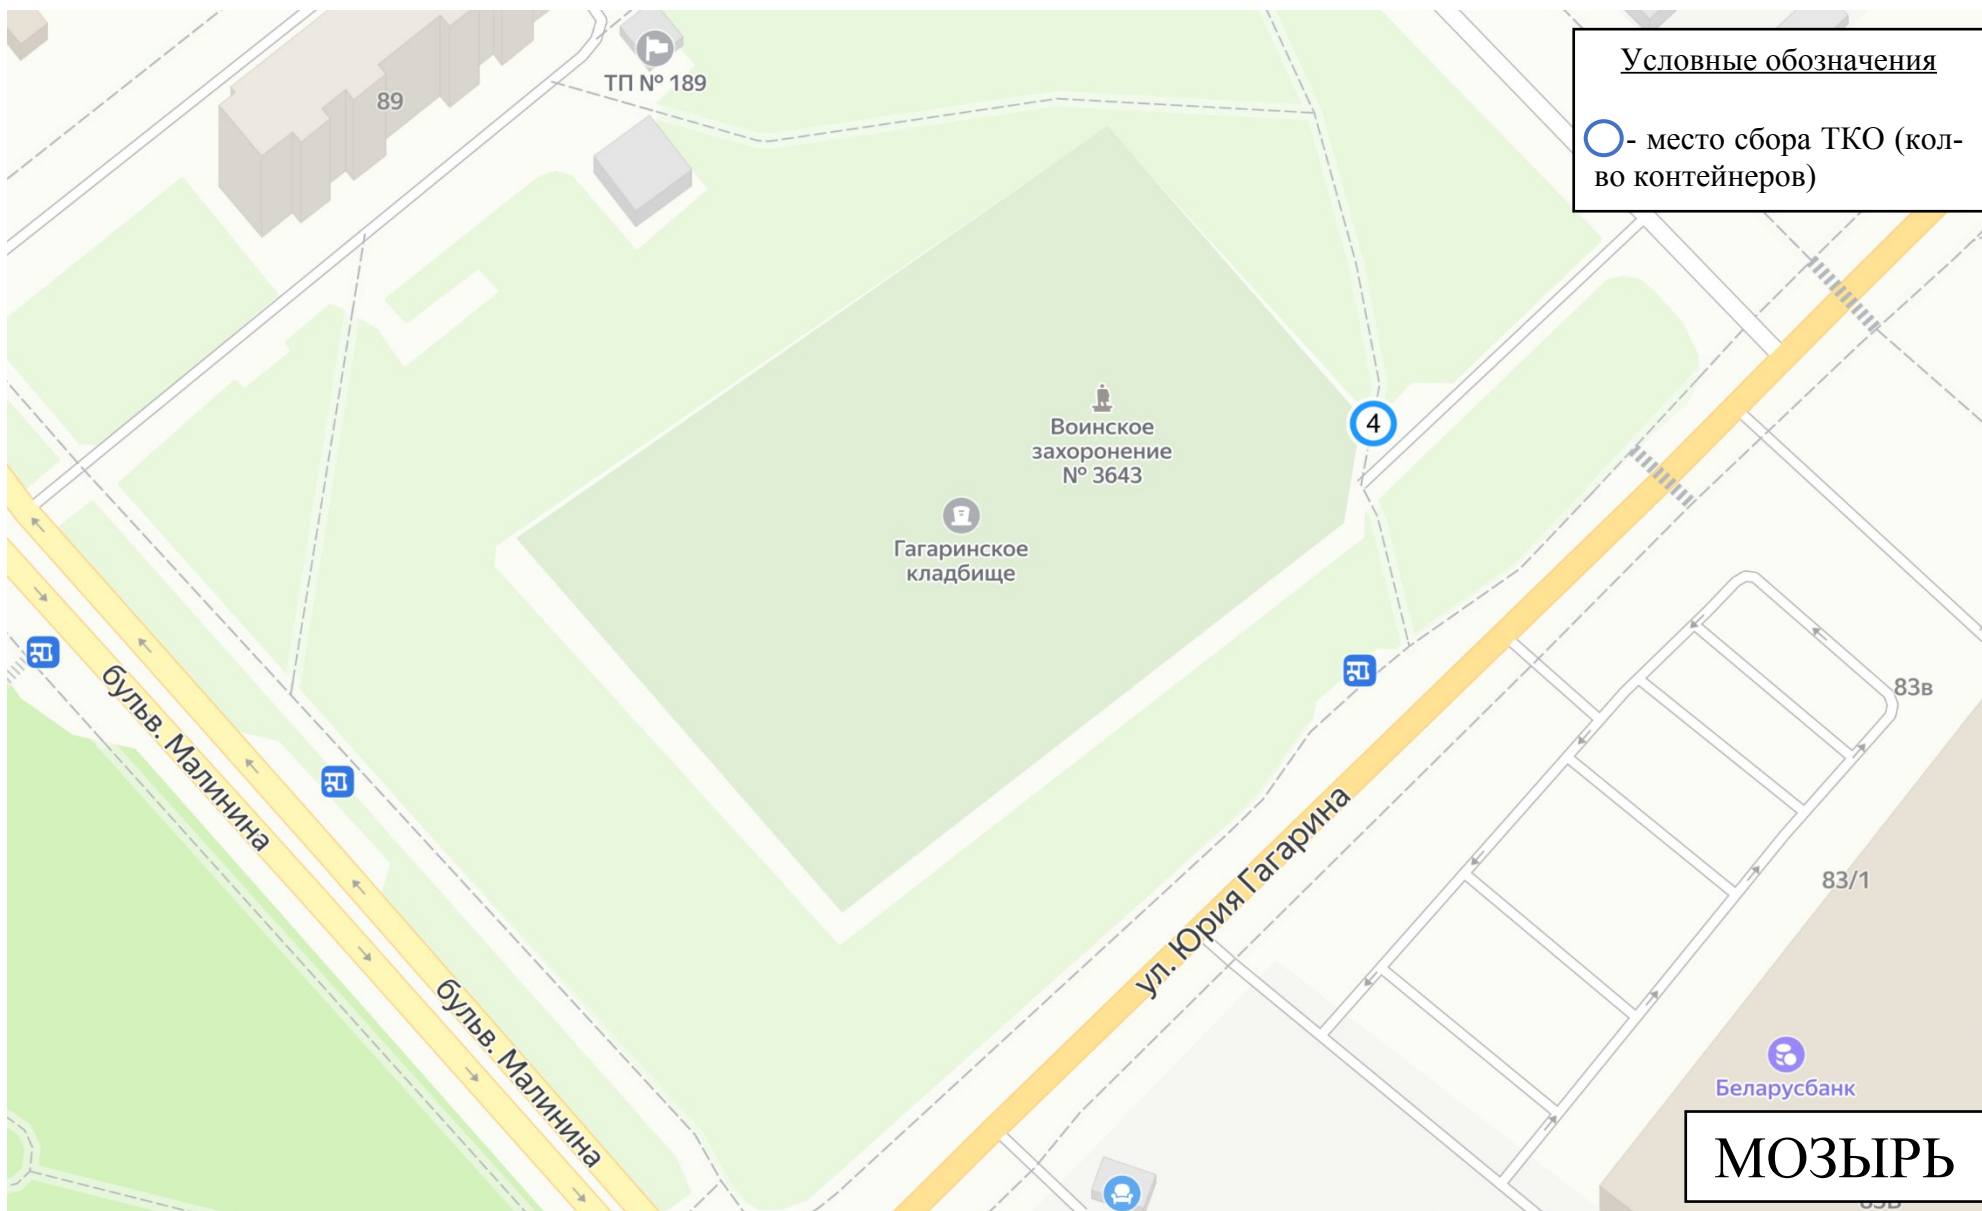 Условные обозначения
- место сбора ТКО (кол-
во контейнеров)
ТП № 189
89
Воинское
захоронение
№ 3643
4
Гагаринское
кладбище
бульв. Малинина
бульв. Малинина
ул. Юрия Гагарина
83в
83/1
Беларусбанк
МОЗЫРЬ